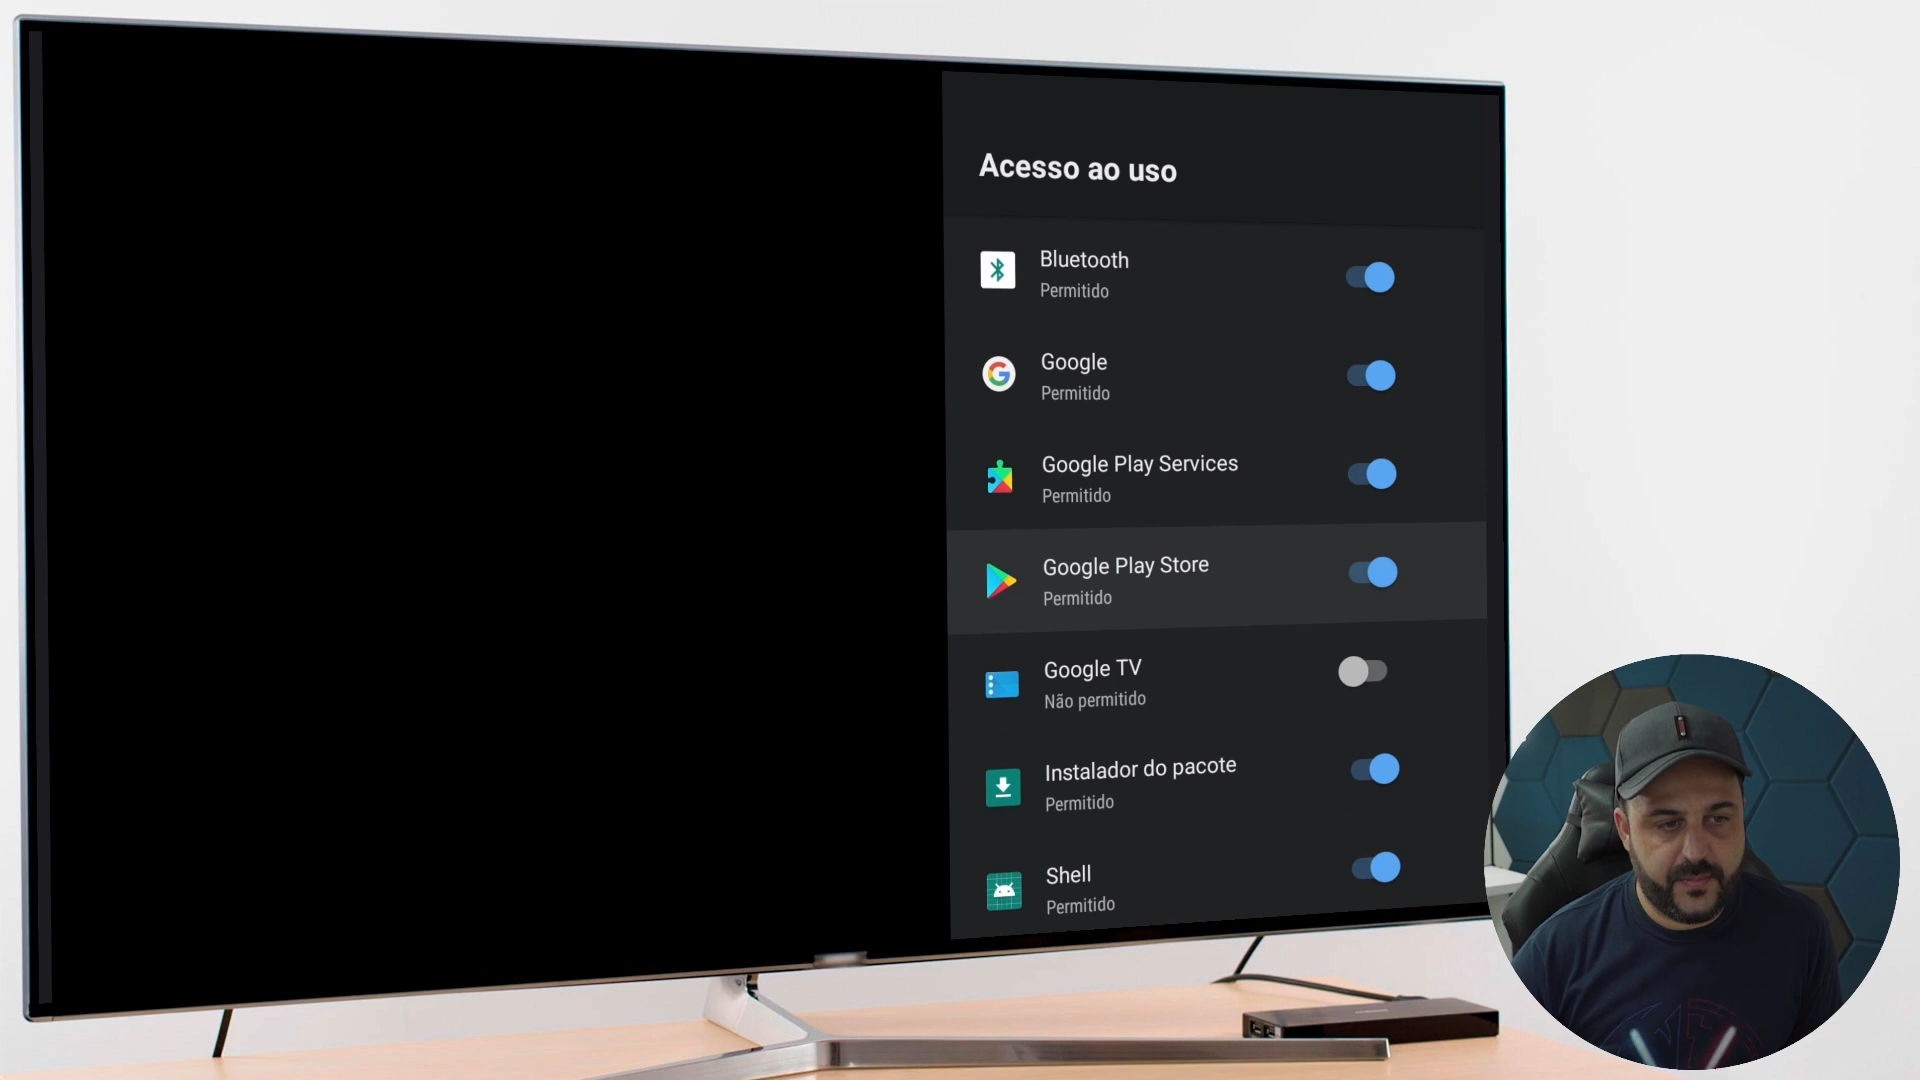 Acesso ao uso
Bluetooth
Permitido
Google
Permitido
Google Play Services
Permitido
Google Play Store
Permitido
Google TV
Não permitido
Instalador do pacote
Permitido
Shell
Permitido